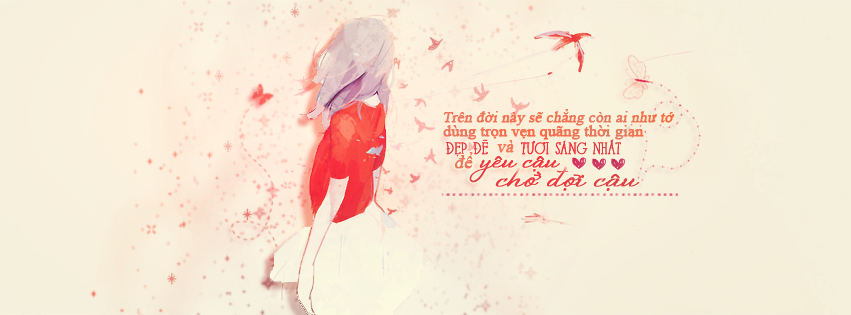 Trên đời này sẽ chẳng còn ai như tớ
dùng trọn vẹn quãng thời gian
ĐẸP ĐẼ và TƯƠI SÁNG NHẤT
để yêu cậu
chờ đợi cậu